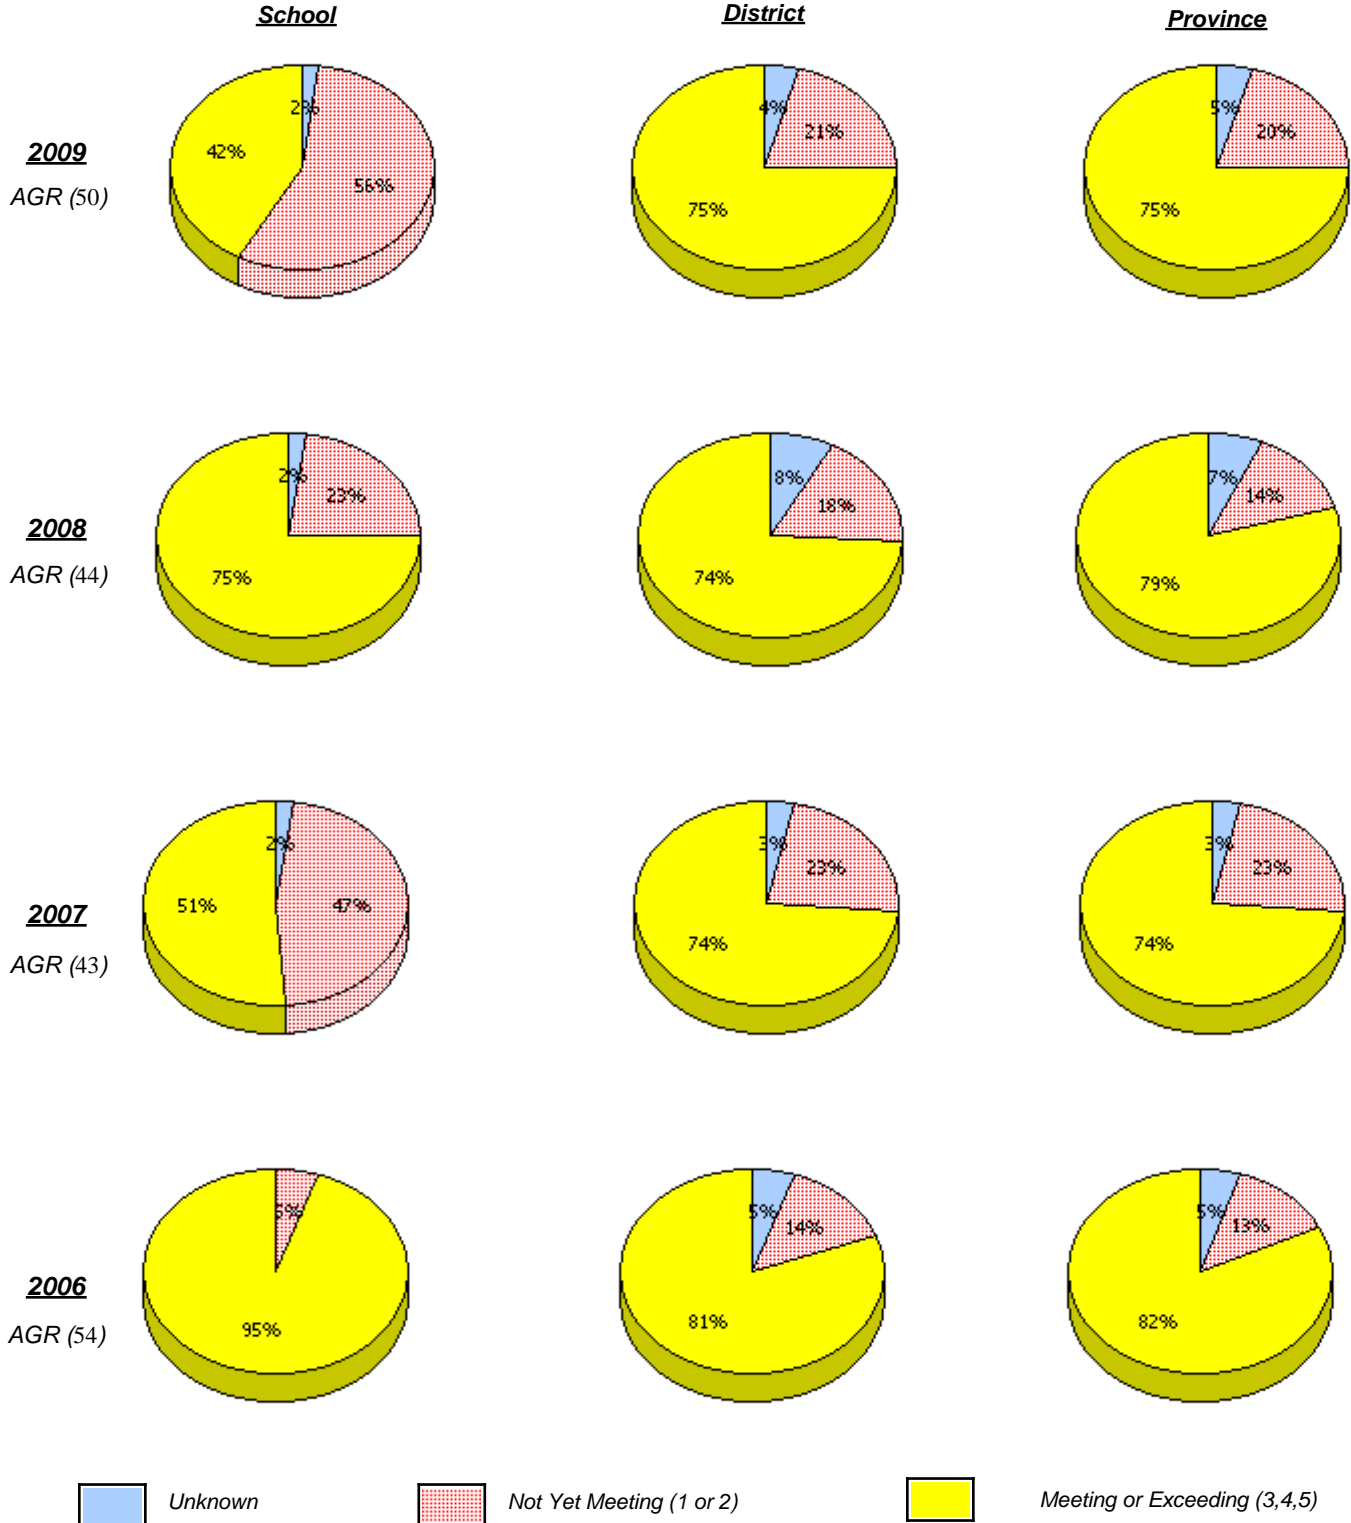 School District Province
2009
AGR (50)
2% 56% 42%
4% 21% 75%
5% 20% 75%
2008
AGR (44)
2% 23% 75%
8% 18% 74%
7% 14% 79%
2007
AGR (43)
2% 47% 51%
3% 23% 74%
3% 23% 74%
2006
AGR (54)
5% 95%
5% 14% 81%
5% 13% 82%
Unknown Not Yet Meeting (1 or 2) Meeting or Exceeding (3,4,5)